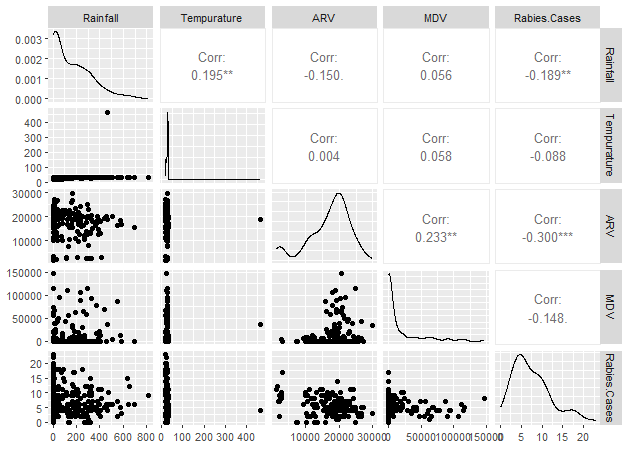 Rainfall Tempurature ARV MDV Rabies.Cases
0.003
0.002
0.001
0.000
Corr:
0.195**
Corr:
-0.150.
Corr:
0.056
Corr:
-0.189**
Rainfall
400
300
200
100
0
Corr:
0.004
Corr:
0.058
Corr:
-0.088
Tempurature
30000
20000
10000
Corr:
0.233**
Corr:
-0.300***
ARV
150000
100000
50000
0
Corr:
-0.148.
MDV
20
15
10
5
0
Rabies.Cases
0 200 400 600 800 0 100 200 300 400 10000 20000 30000 0 50000 100000 150000 0 5 10 15 20